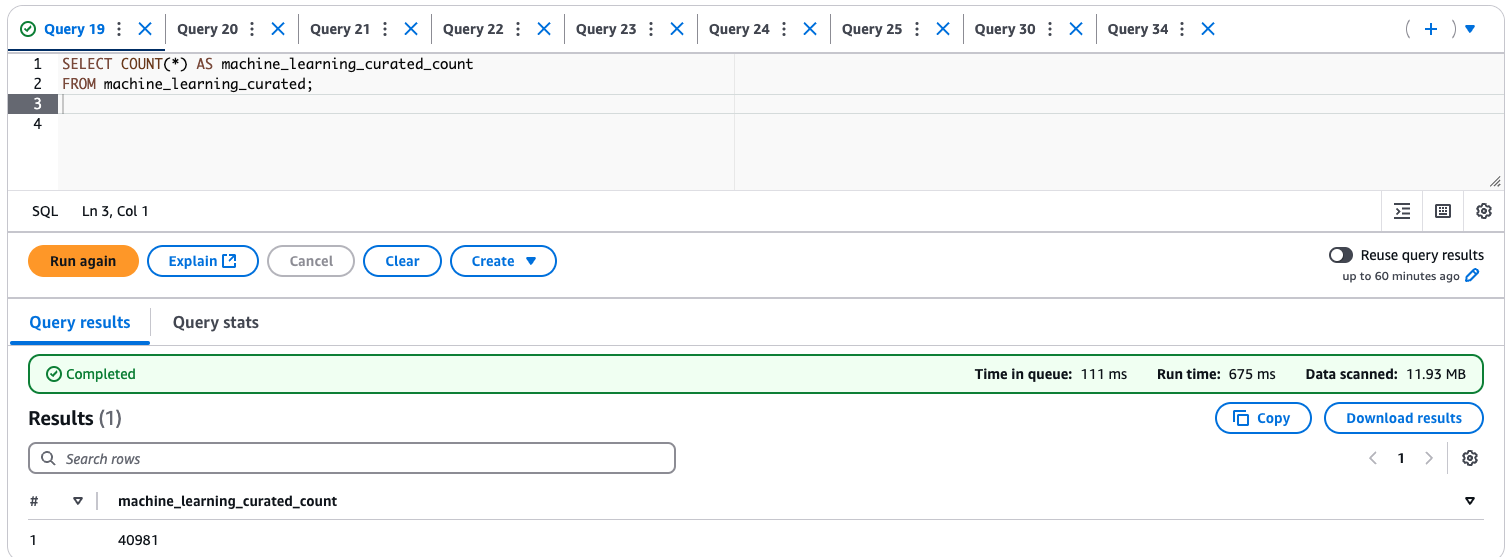 Query 19 Query 20 Query 21 Query 22 Query 23 Query 24 Query 25 Query 30 Query 34
1 SELECT COUNT(*) AS machine_learning_curated_count
2 FROM machine_learning_curated;
3
4
SQL Ln 3, Col 1
Run again Explain Cancel Clear Create Reuse query results
up to 60 minutes ago
Query results Query stats
Completed Time in queue: 111 ms Run time: 675 ms Data scanned: 11.93 MB
Results (1) Copy Download results
Search rows 1
# machine_learning_curated_count
1 40981